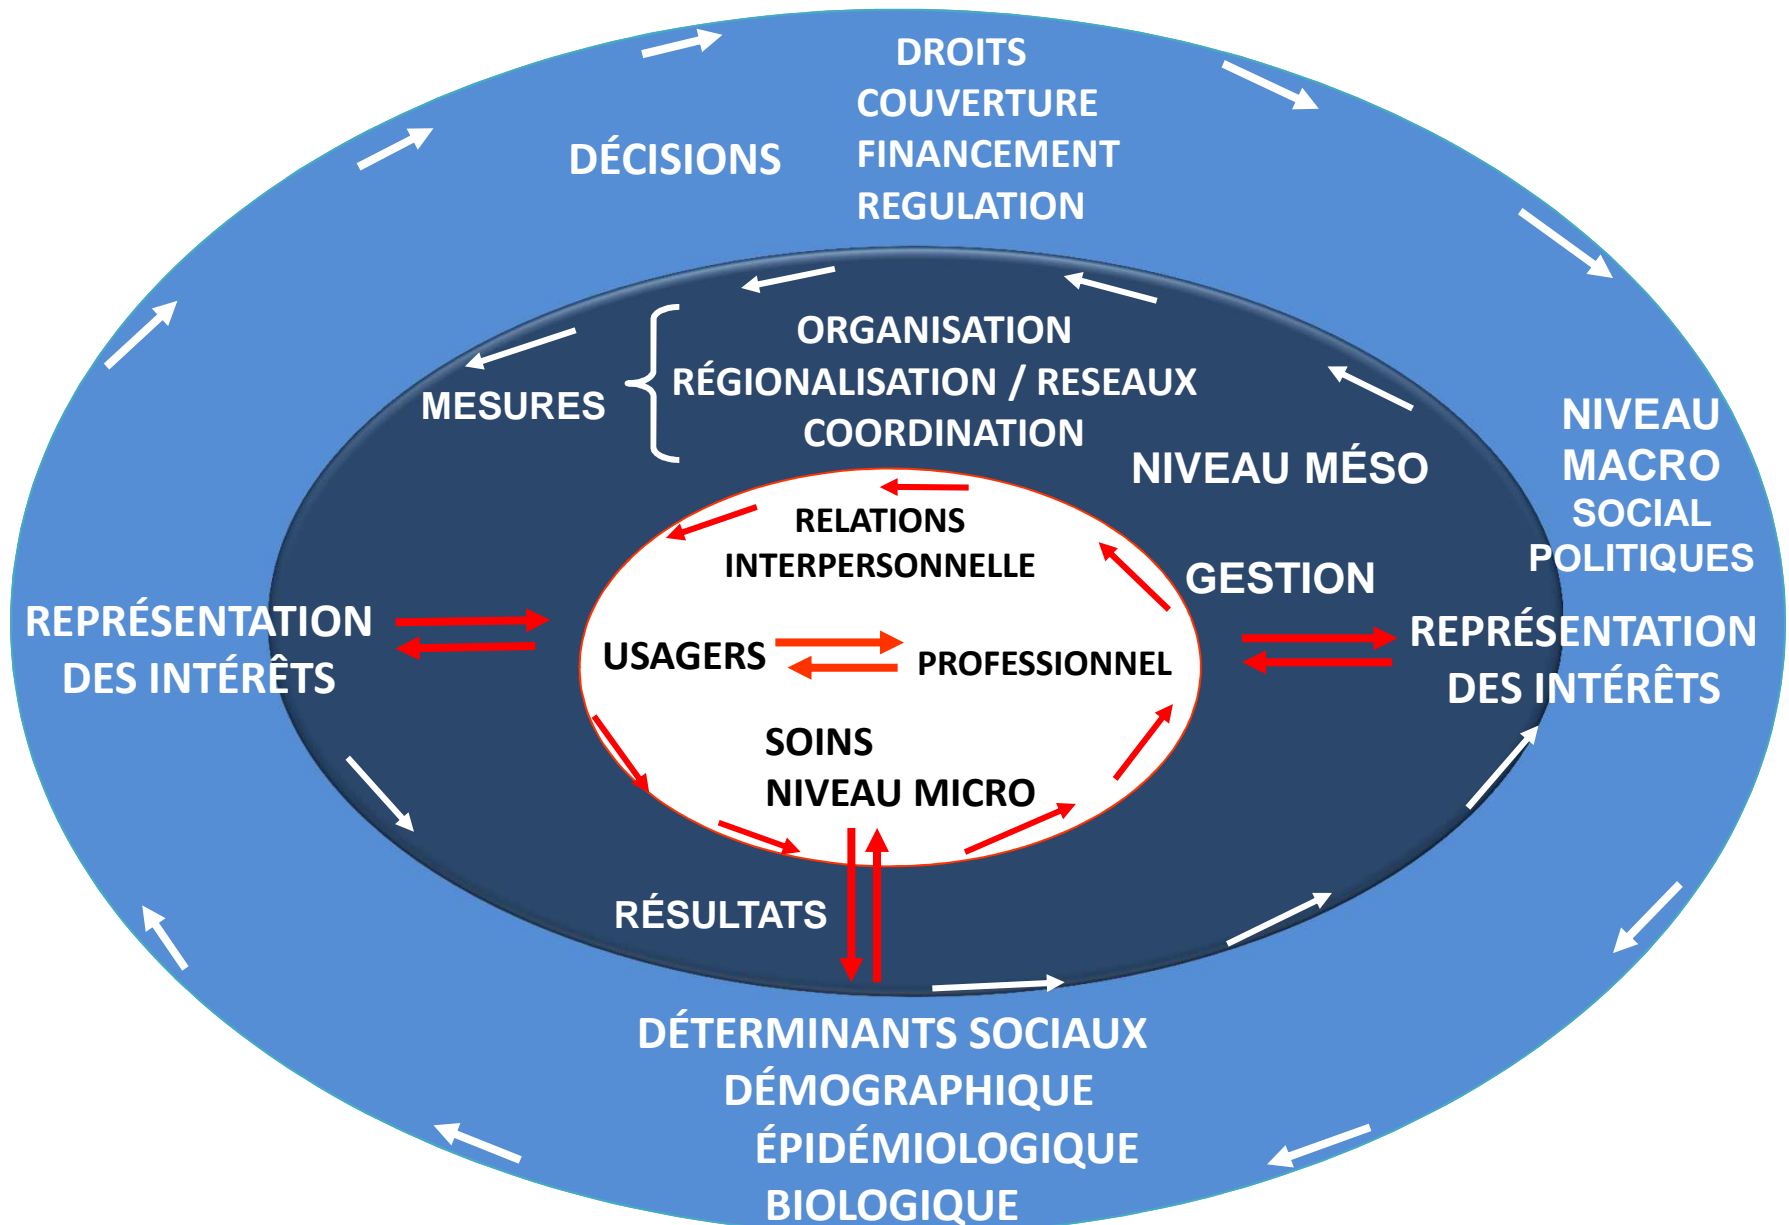 DROITS
COUVERTURE
FINANCEMENT
REGULATION
DÉCISIONS
ORGANISATION
RÉGIONALISATION / RESEAUX
COORDINATION
MESURES
NIVEAU MÉSO
GESTION
NIVEAU
MACRO
SOCIAL
POLITIQUES
RELATIONS
INTERPERSONNELLE
REPRÉSENTATION
DES INTÉRÊTS
USAGERS
PROFESSIONNEL
REPRÉSENTATION
DES INTÉRÊTS
SOINS
NIVEAU MICRO
RÉSULTATS
DÉTERMINANTS SOCIAUX
DÉMOGRAPHIQUE
ÉPIDÉMIOLOGIQUE
BIOLOGIQUE